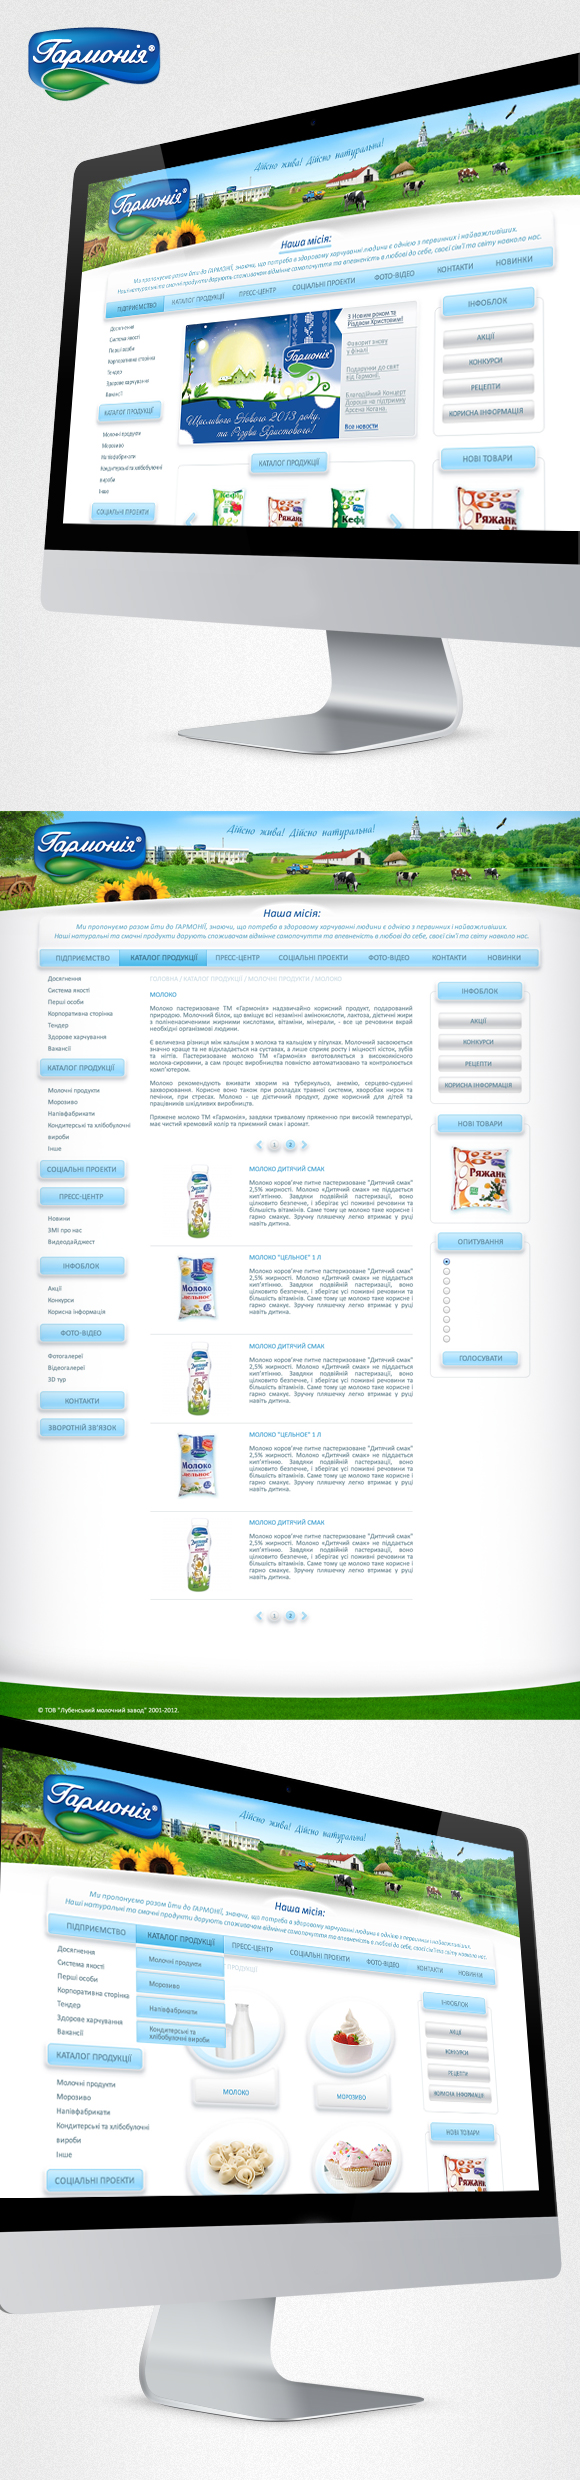 Гармонія®
Дійсно жива! Дійсно натуральна!
Гармонія®
Наша місія:
Ми пропонуємо разом йти до ГАРМОНІЇ, знаючи, що потреба в здоровому харчуванні людини є однією з первинних і найважливіших.
Наші натуральні та смачні продукти дарують споживачам відмінне самопочуття та впевненість в любові до себе, своєї сім'ї та світу навколо нас.
ПІДПРИЄМСТВО КАТАЛОГ ПРОДУКЦІЇ ПРЕСС-ЦЕНТР СОЦІАЛЬНІ ПРОЕКТИ ФОТО-ВІДЕО КОНТАКТИ НОВИНКИ
Досягнення
Система якості
Перші особи
Корпоративна сторінка
Тендер
Здорове харчування
Вакансії
КАТАЛОГ ПРОДУКЦІЇ
Молочні продукти
Морозиво
Напівфабрикати
Кондитерські та хлібобулочні
вироби
Інше
СОЦІАЛЬНІ ПРОЕКТИ
Гармонія
Щасливого Нового 2013 року,
та Різдва Христового!
З Новим роком та
Різдвом Христовим!
Фаворит знову
у фіналі
Подарунки до свят
від Гармонії.
Благодійний Концерт
Дороша на підтримку
Все новости
КАТАЛОГ ПРОДУКЦІЇ
Кефір
Ряжанк
Кефір
ІНФОБЛОК
АКЦІЇ
КОНКУРСИ
РЕЦЕПТИ
КОРИСНА ІНФОРМАЦІЯ
НОВІ ТОВАРИ
Ряжанк
Дійсно жива! Дійсно натуральна!
Гармонія®
Наша місія:
Ми пропонуємо разом йти до ГАРМОНІЇ, знаючи, що потреба в здоровому харчуванні людини є однією з первинних і найважливіших.
Наші натуральні та смачні продукти дарують споживачам відмінне самопочуття та впевненість в любові до себе, своєї сім'ї та світу навколо нас.
ПІДПРИЄМСТВО КАТАЛОГ ПРОДУКЦІЇ ПРЕСС-ЦЕНТР СОЦІАЛЬНІ ПРОЕКТИ ФОТО-ВІДЕО КОНТАКТИ НОВИНКИ
Досягнення
Система якості
Перші особи
Корпоративна сторінка
Тендер
Здорове харчування
Вакансії
КАТАЛОГ ПРОДУКЦІЇ
Молочні продукти
Морозиво
Напівфабрикати
Кондитерські та хлібобулочні
вироби
Інше
СОЦІАЛЬНІ ПРОЕКТИ
ПРЕСС-ЦЕНТР
Новини
ЗМІ про нас
Видеодайджест
ІНФОБЛОК
Акції
Конкурси
Корисна інформація
ФОТО-ВІДЕО
Фотогалереї
Відеогалереї
3D тур
КОНТАКТИ
ЗВОРОТНІЙ ЗВ'ЯЗОК
ГОЛОВНА / КАТАЛОГ ПРОДУКЦІЇ / МОЛОЧНІ ПРОДУКТИ / МОЛОКО
МОЛОКО
Молоко пастеризоване ТМ «Гармонія» надзвичайно корисний продукт, подарований
природою. Молочний білок, що вміщує всі незамінні амінокислоти, лактоза, дієтичні жири
з поліненасиченими жирними кислотами, вітаміни, мінерали, - все це речовини вкрай
необхідні організмові людини.
Є величезна різниця між кальцієм з молока та кальцієм у пігулках. Молочний засвоюється
значно краще та не відкладається на суставах, а лише сприяє росту і міцності кісток, зубів
та нігтів. Пастеризоване молоко ТМ «Гармонія» виготовляється з високоякісного
молока-сировини, а сам процес виробництва повністю автоматизовано та контролюється
комп'ютером.
Молоко рекомендують вживати хворим на туберкульоз, анемію, серцево-судинні
захворювання. Корисне воно також при розладах травної системи, хворобах нирок та
печінки, при стресах. Молоко - це дієтичний продукт, дуже корисний для дітей та
працівників шкідливих виробництв.
Пряжене молоко ТМ «Гармонія», завдяки тривалому пряженню при високій температурі,
має чистий кремовий колір та приємний смак і аромат.
1 2
МОЛОКО ДИТЯЧИЙ СМАК
Молоко коров'яче питне пастеризоване "Дитячий смак"
2,5% жирності. Молоко «Дитячий смак» не піддається
кип'ятінню. Завдяки подвійній пастеризації, воно
цілковито безпечне, і зберігає усі поживні речовини та
більшість вітамінів. Саме тому це молоко таке корисне і
гарно смакує. Зручну пляшечку легко втримає у руці
навіть дитина.
МОЛОКО "ЦЕЛЬНОЕ" 1 Л
Молоко коров'яче питне пастеризоване "Дитячий смак"
2,5% жирності. Молоко «Дитячий смак» не піддається
кип'ятінню. Завдяки подвійній пастеризації, воно
цілковито безпечне, і зберігає усі поживні речовини та
більшість вітамінів. Саме тому це молоко таке корисне і
гарно смакує. Зручну пляшечку легко втримає у руці
навіть дитина.
МОЛОКО ДИТЯЧИЙ СМАК
Молоко коров'яче питне пастеризоване "Дитячий смак"
2,5% жирності. Молоко «Дитячий смак» не піддається
кип'ятінню. Завдяки подвійній пастеризації, воно
цілковито безпечне, і зберігає усі поживні речовини та
більшість вітамінів. Саме тому це молоко таке корисне і
гарно смакує. Зручну пляшечку легко втримає у руці
навіть дитина.
МОЛОКО "ЦЕЛЬНОЕ" 1 Л
Молоко коров'яче питне пастеризоване "Дитячий смак"
2,5% жирності. Молоко «Дитячий смак» не піддається
кип'ятінню. Завдяки подвійній пастеризації, воно
цілковито безпечне, і зберігає усі поживні речовини та
більшість вітамінів. Саме тому це молоко таке корисне і
гарно смакує. Зручну пляшечку легко втримає у руці
навіть дитина.
МОЛОКО ДИТЯЧИЙ СМАК
Молоко коров'яче питне пастеризоване "Дитячий смак"
2,5% жирності. Молоко «Дитячий смак» не піддається
кип'ятінню. Завдяки подвійній пастеризації, воно
цілковито безпечне, і зберігає усі поживні речовини та
більшість вітамінів. Саме тому це молоко таке корисне і
гарно смакує. Зручну пляшечку легко втримає у руці
навіть дитина.
1 2
ІНФОБЛОК
АКЦІЇ
КОНКУРСИ
РЕЦЕПТИ
КОРИСНА ІНФОРМАЦІЯ
НОВІ ТОВАРИ
Ряжанк
ОПИТУВАННЯ
ГОЛОСУВАТИ
© ТОВ "Лубенський молочний завод" 2001-2012.
Гармонія®
Дійсно жива! Дійсно натуральна!
Наша місія:
Ми пропонуємо разом йти до ГАРМОНІЇ, знаючи, що потреба в здоровому харчуванні людини є однією з первинних і найважливіших.
Наші натуральні та смачні продукти дарують споживачам відмінне самопочуття та впевненість в любові до себе, своєї сім'ї та світу навколо нас.
ПІДПРИЄМСТВО КАТАЛОГ ПРОДУКЦІЇ ПРЕСС-ЦЕНТР СОЦІАЛЬНІ ПРОЕКТИ ФОТО-ВІДЕО КОНТАКТИ НОВИНКИ
Досягнення
Система якості
Перші особи
Корпоративна сторінка
Тендер
Здорове харчування
Вакансії
КАТАЛОГ ПРОДУКЦІЇ
Молочні продукти
Морозиво
Напівфабрикати
Кондитерські та хлібобулочні
вироби
Інше
СОЦІАЛЬНІ ПРОЕКТИ
Молочні продукти
Морозиво
Напівфабрикати
Кондитерські та
хлібобулочні вироби
ПРОДУКЦІЇ
МОЛОКО
МОРОЗИВО
ІНФОБЛОК
АКЦІЇ
КОНКУРСИ
РЕЦЕПТИ
КОРИСНА ІНФОРМАЦІЯ
НОВІ ТОВАРИ
Ряжанк